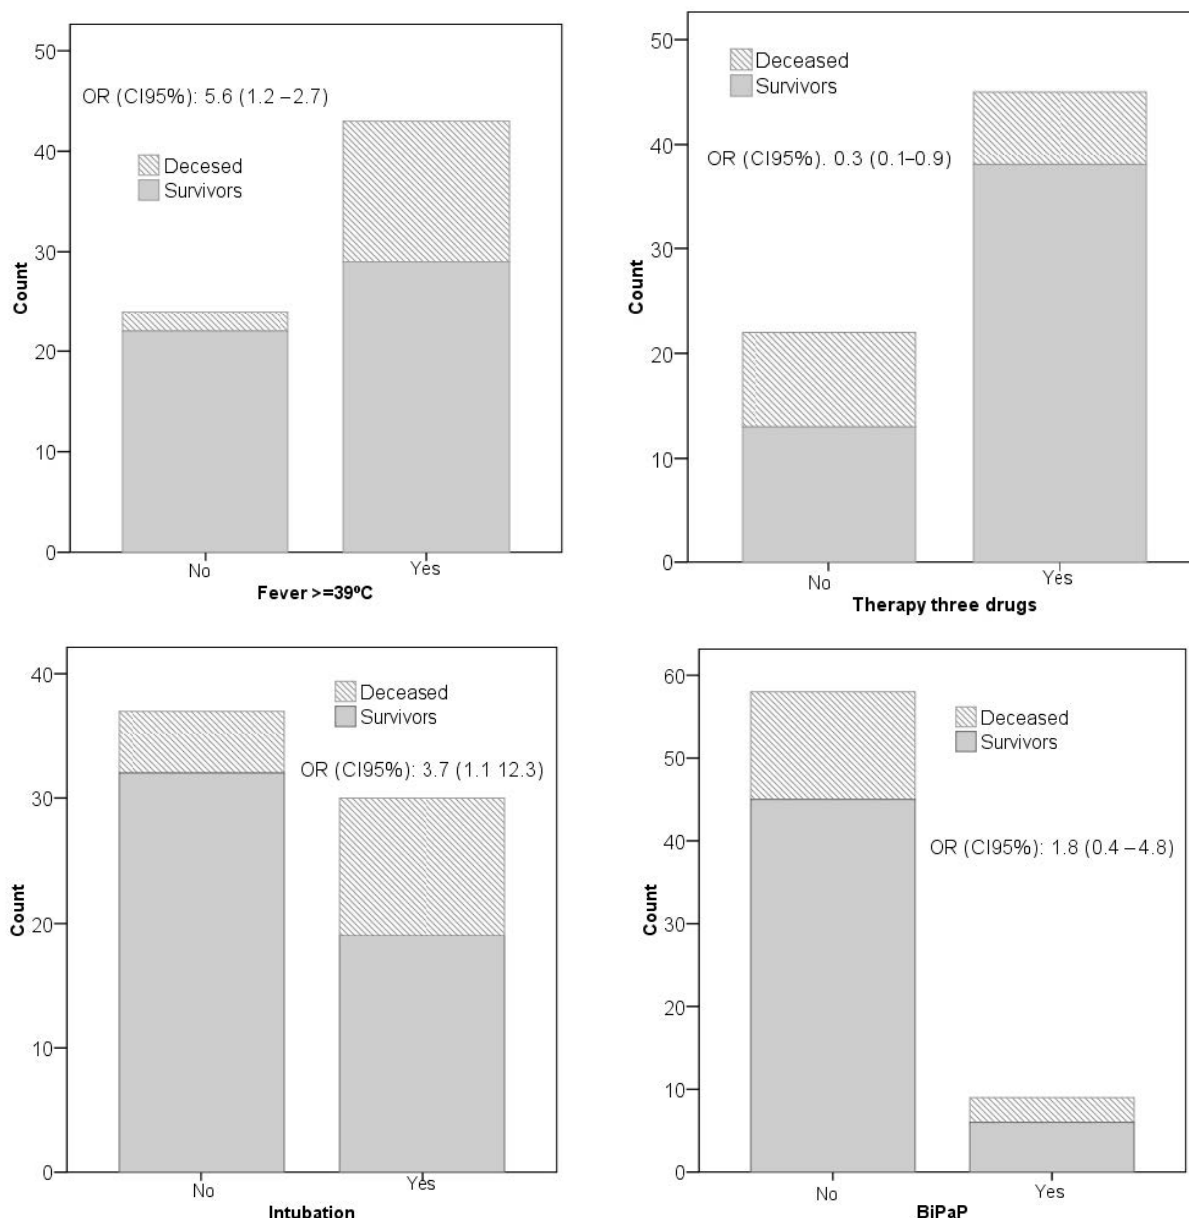 50
OR (CI95%): 5.6 (1.2 –2.7)
40
Decesed
Survivors
30
Count
20
10
0
No
Yes
Fever >=39ºC
50
Deceased
Survivors
40
OR (CI95%). 0.3 (0.1–0.9)
30
Count
20
10
0
No
Yes
Therapy three drugs
40
Deceased
Survivors
OR (CI95%): 3.7 (1.1 12.3)
30
Count
20
10
0
No
Yes
Intubation
60
Deceased
Survivors
50
OR (CI95%): 1.8 (0.4 –4.8)
40
Count
30
20
10
0
No
Yes
BiPaP